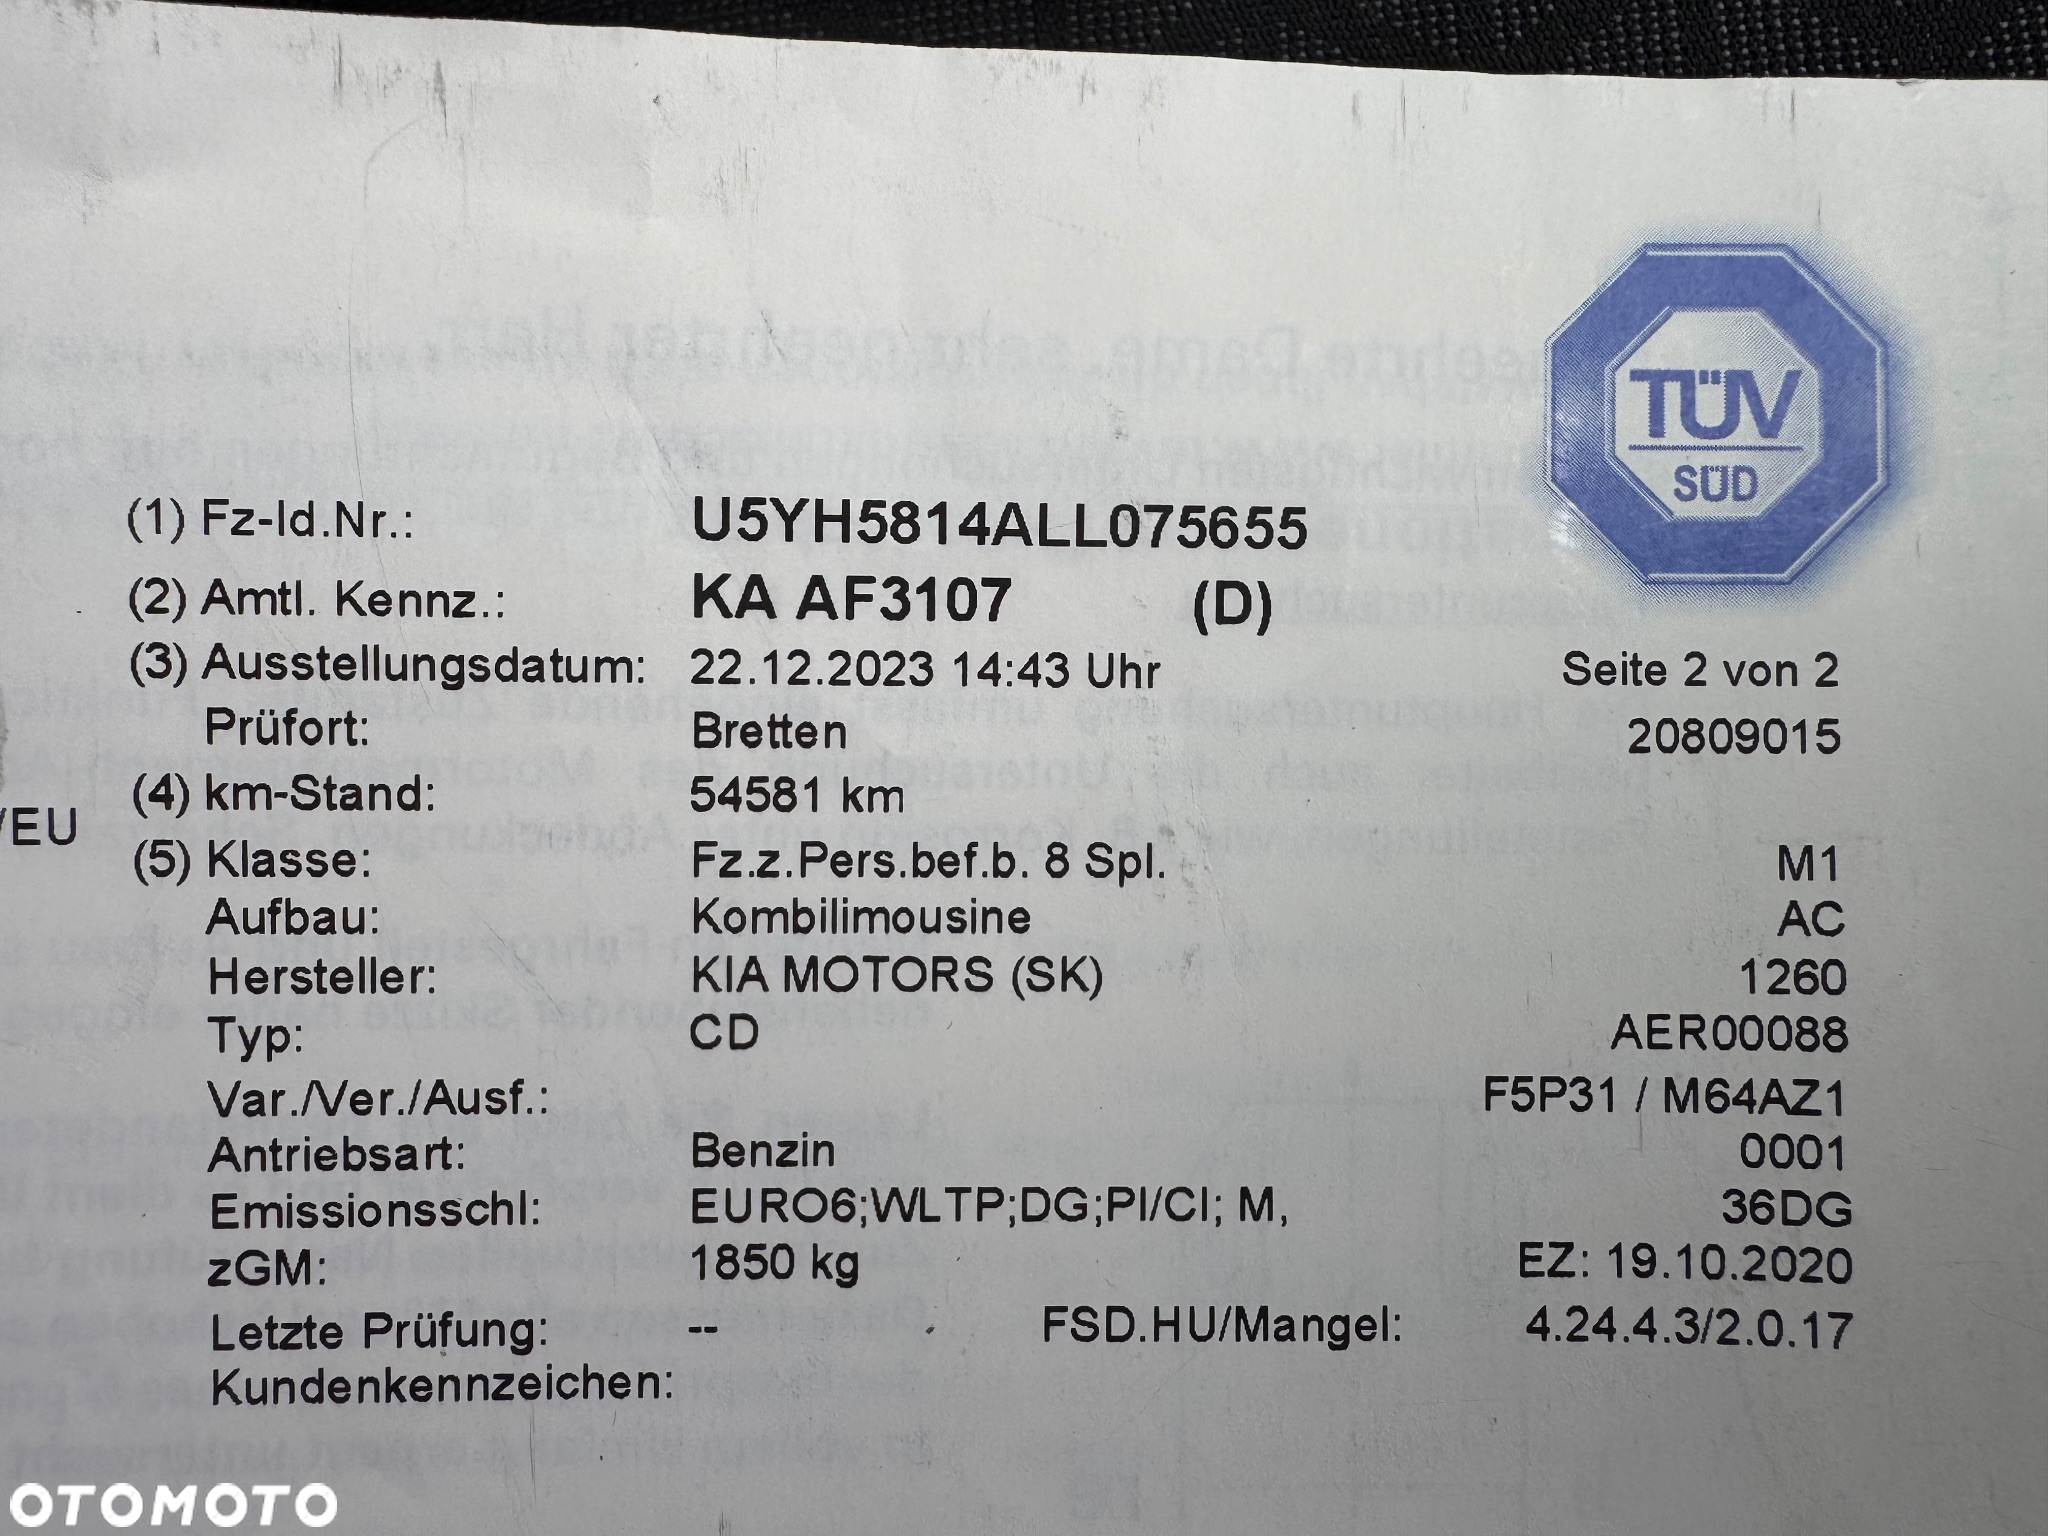 TÜV
SÜD
(1) Fz-Id.Nr.: U5YH5814ALL075655
(2) Amtl. Kennz.: KA AF3107 (D)
(3) Ausstellungsdatum: 22.12.2023 14:43 Uhr Seite 2 von 2
Prüfort: Bretten 20809015
(4) km-Stand: 54581 km
/EU
(5) Klasse: Fz.z.Pers.bef.b. 8 Spl. M1
Aufbau: Kombilimousine AC
Hersteller: KIA MOTORS (SK) 1260
Typ: CD AER00088
Var./Ver./Ausf.: F5P31 / M64AZ1
Antriebsart: Benzin 0001
Emissionsschl: EURO6;WLTP;DG;PI/CI; M, 36DG
zGM: 1850 kg EZ: 19.10.2020
Letzte Prüfung: -- FSD.HU/Mangel: 4.24.4.3/2.0.17
Kundenkennzeichen:
OTOMOTO